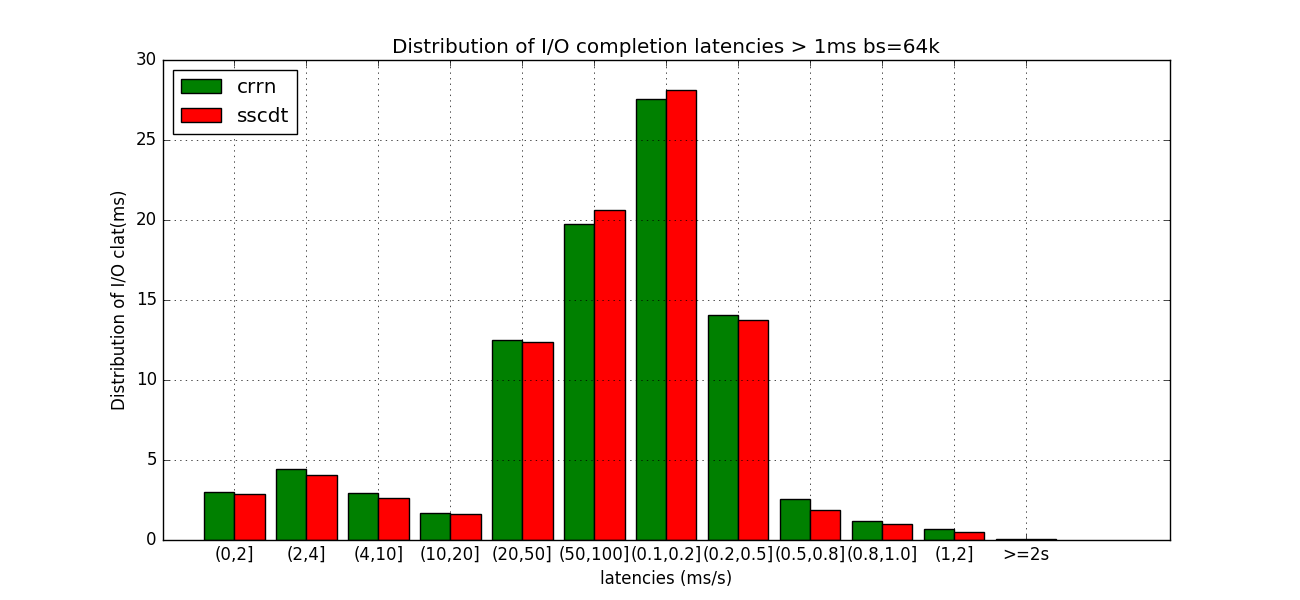 Distribution of I/O completion latencies > 1ms bs=64k
30
25
20
15
10
5
0
crrn
sscdt
Distribution of I/O clat(ms)
(0,2] (2,4] (4,10] (10,20] (20,50] (50,100] (0.1,0.2] (0.2,0.5] (0.5,0.8] (0.8,1.0] (1,2] >=2s
latencies (ms/s)